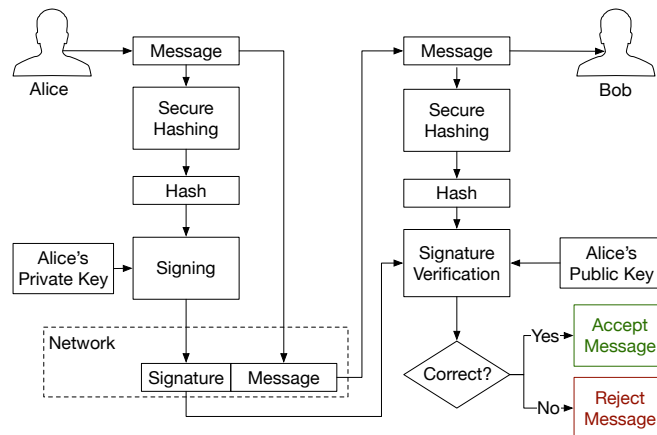 Alice
Message
Secure
Hashing
Hash
Alice's
Private Key
Signing
Network
Signature
Message
Message
Bob
Secure
Hashing
Hash
Signature
Verification
Alice's
Public Key
Correct?
Yes
Accept
Message
No
Reject
Message